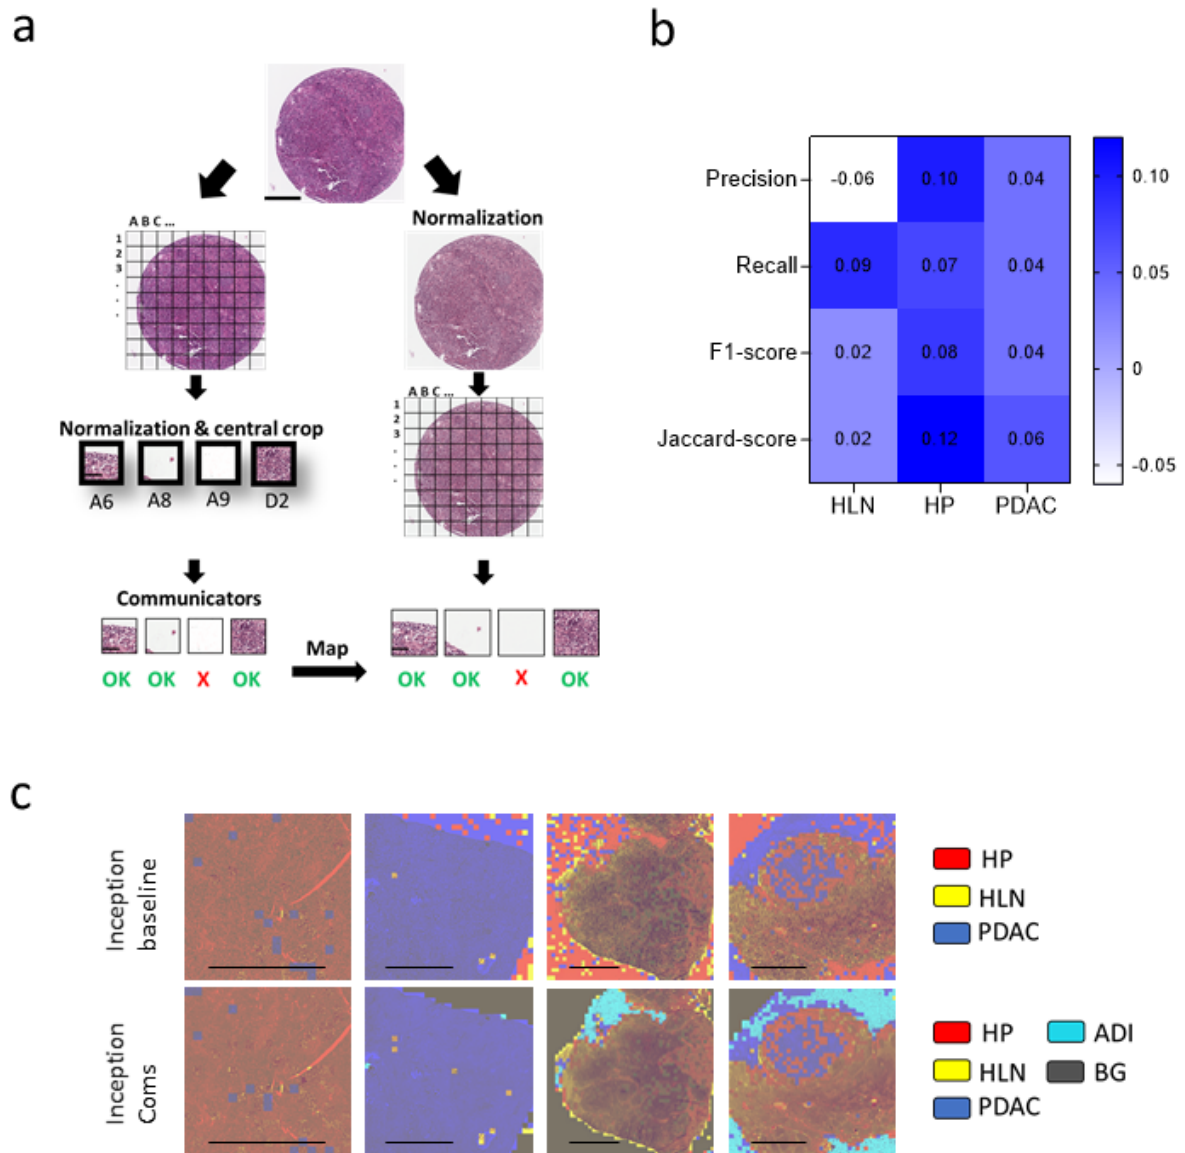 a
b
Normalization
A B C ...
1
2
3
.
.
.
A B C ...
1
2
3
.
.
.
Normalization & central crop
A6 A8 A9 D2
Communicators
Map
OK OK X OK
OK OK X OK
Precision -0.06 0.10 0.04
Recall 0.09 0.07 0.04
F1-score 0.02 0.08 0.04
Jaccard-score 0.02 0.12 0.06
HLN HP PDAC
0.10
0.05
0
-0.05
c
Inception
baseline
HP
HLN
PDAC
Inception
Coms
HP ADI
HLN BG
PDAC